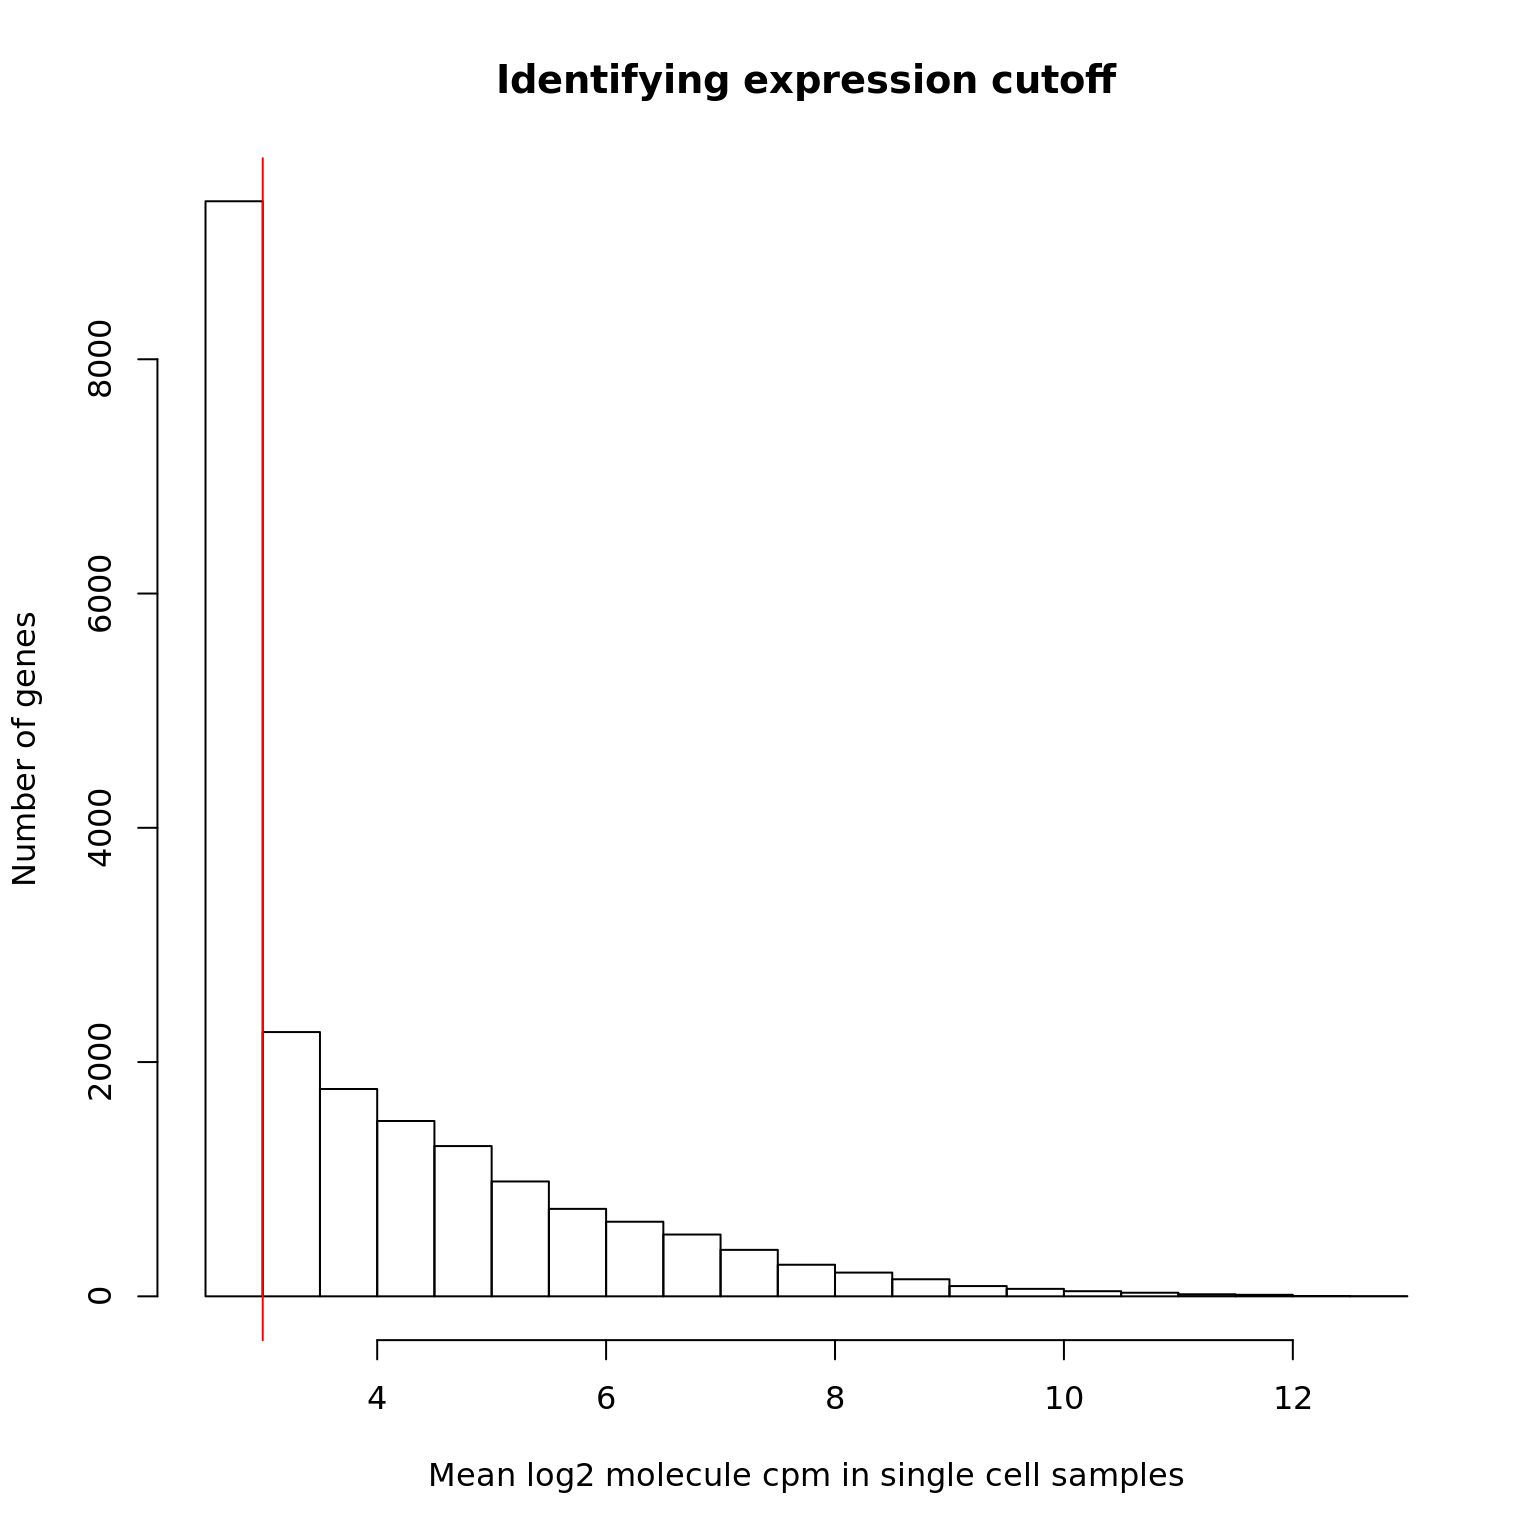 Identifying expression cutoff
Number of genes
8000
6000
4000
2000
0
4 6 8 10 12
Mean log2 molecule cpm in single cell samples